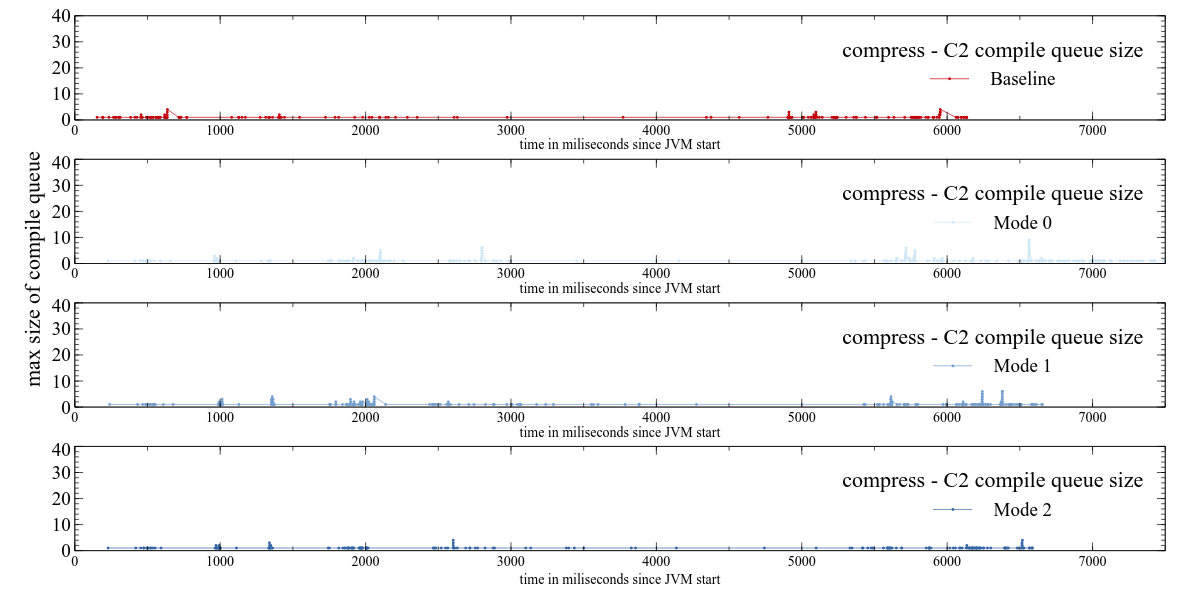 max size of compile queue
40
30
20
10
0
compress - C2 compile queue size
Baseline
0 1000 2000 3000 4000 5000 6000 7000
time in miliseconds since JVM start
40
30
20
10
0
compress - C2 compile queue size
Mode 0
0 1000 2000 3000 4000 5000 6000 7000
time in miliseconds since JVM start
40
30
20
10
0
compress - C2 compile queue size
Mode 1
0 1000 2000 3000 4000 5000 6000 7000
time in miliseconds since JVM start
40
30
20
10
0
compress - C2 compile queue size
Mode 2
0 1000 2000 3000 4000 5000 6000 7000
time in miliseconds since JVM start